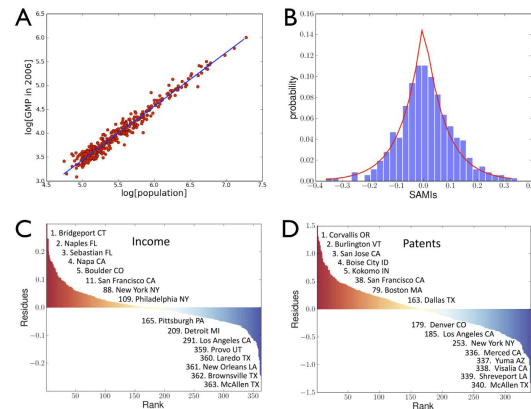 A
log[GMP in 2006]
6.5
6.0
5.5
5.0
4.5
4.0
3.5
3.0
4.5 5.0 5.5 6.0 6.5 7.0 7.5
log[population]
B
probability
0.16
0.14
0.12
0.10
0.08
0.06
0.04
0.02
0.00
-0.4 -0.3 -0.2 -0.1 0.0 0.1 0.2 0.3 0.4
SAMIs
C
Income
Residues
0.4
0.2
0.0
-0.2
1. Bridgeport CT
2. Naples FL
3. Sebastian FL
4. Napa CA
5. Boulder CO
11. San Francisco CA
88. New York NY
109. Philadelphia NY
165. Pittsburgh PA
209. Detroit MI
291. Los Angeles CA
359. Provo UT
360. Laredo TX
361. New Orleans LA
362. Brownsville TX
363. McAllen TX
50 100 150 200 250 300 350
Rank
D
Patents
Residues
1.5
1.0
0.5
0.0
-0.5
-1.0
1. Corvallis OR
2. Burlington VT
3. San Jose CA
4. Boise City ID
5. Kokomo IN
38. San Francisco CA
79. Boston MA
163. Dallas TX
179. Denver CO
185. Los Angeles CA
253. New York NY
336. Merced CA
337. Yuma AZ
338. Visalia CA
339. Shreveport LA
340. McAllen TX
50 100 150 200 250 300
Rank